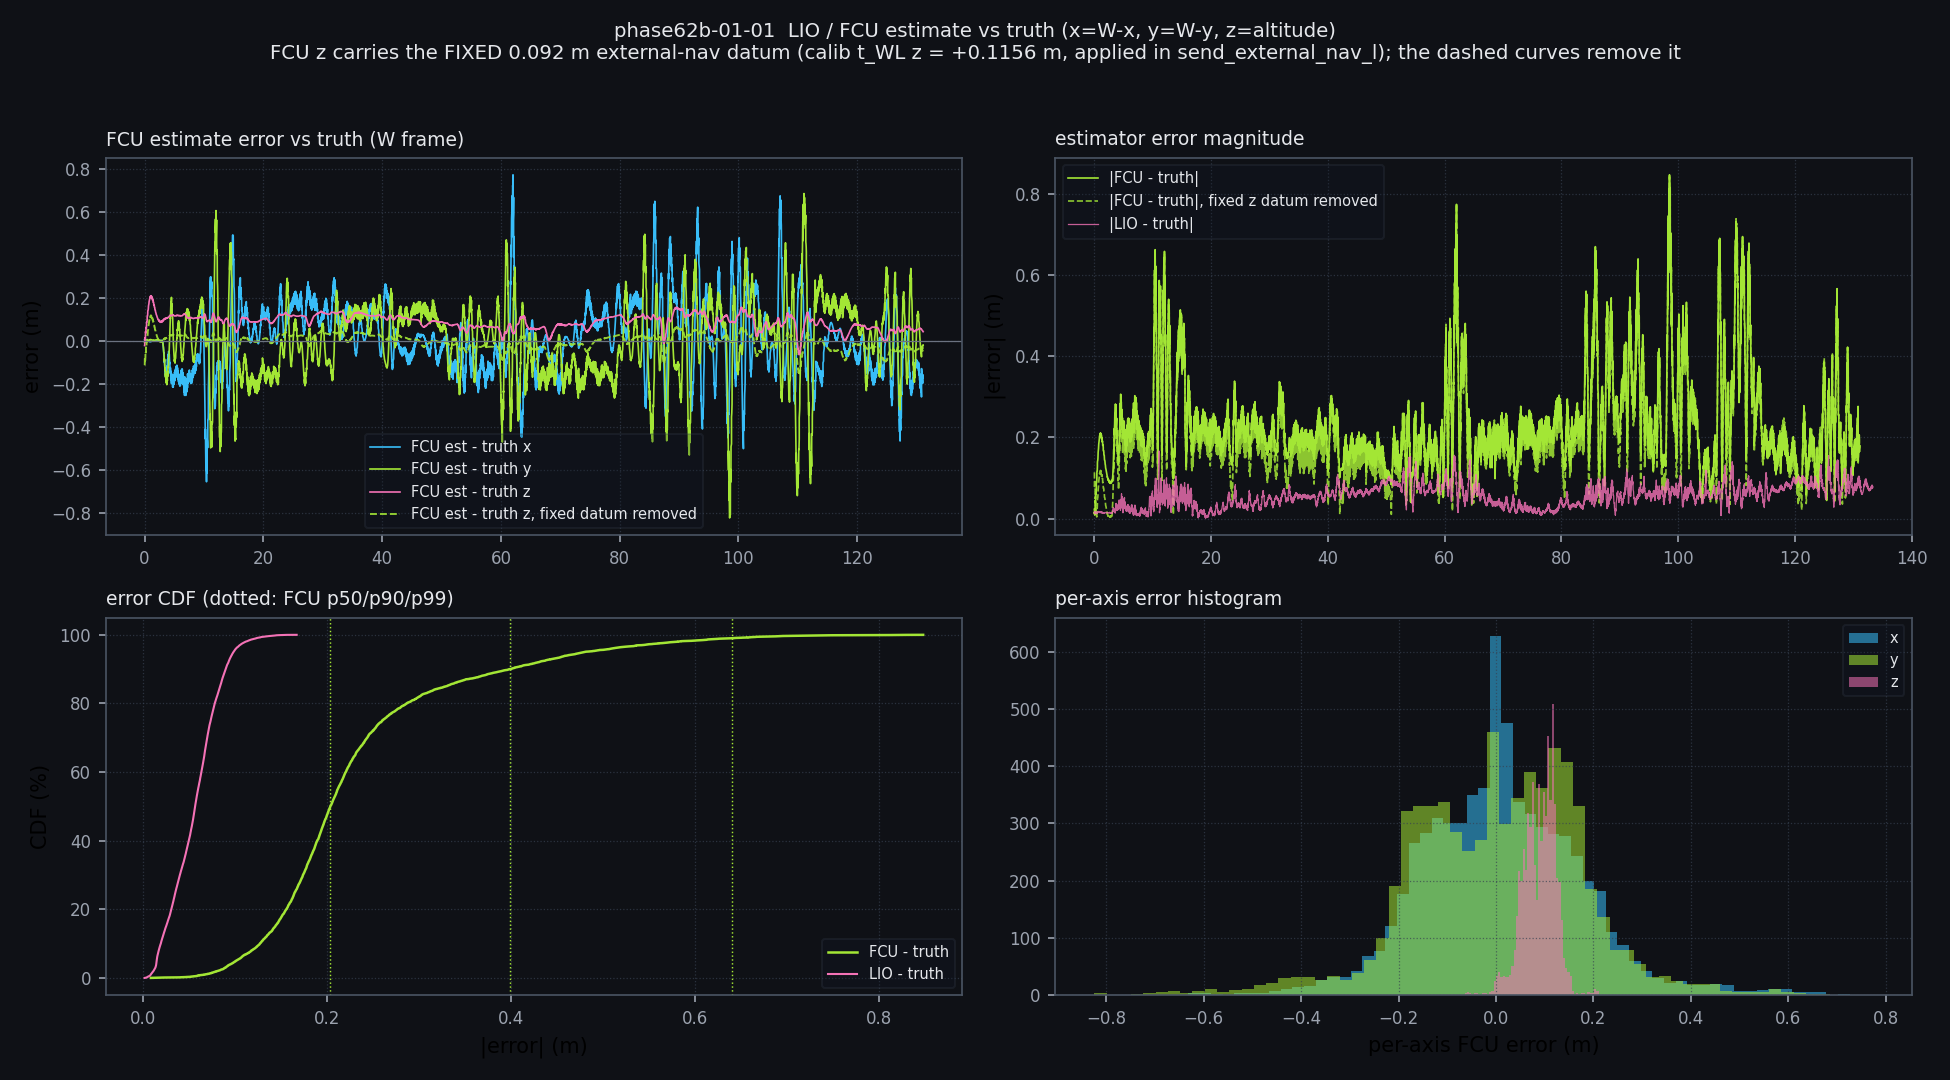 phase62b-01-01  LIO / FCU estimate vs truth (x=W-x, y=W-y, z=altitude)
FCU z carries the FIXED 0.092 m external-nav datum (calib t_WL z = +0.1156 m, applied in send_external_nav_l); the dashed curves remove it
FCU estimate error vs truth (W frame)
error (m)
0.8
0.6
0.4
0.2
0.0
−0.2
−0.4
−0.6
−0.8
FCU est - truth x
FCU est - truth y
FCU est - truth z
FCU est - truth z, fixed datum removed
0 20 40 60 80 100 120
estimator error magnitude
|error| (m)
0.8
0.6
0.4
0.2
0.0
|FCU - truth|
|FCU - truth|, fixed z datum removed
|LIO - truth|
0 20 40 60 80 100 120 140
error CDF (dotted: FCU p50/p90/p99)
CDF (%)
100
80
60
40
20
0
FCU - truth
LIO - truth
0.0 0.2 0.4 0.6 0.8
|error| (m)
per-axis error histogram
600
500
400
300
200
100
0
x
y
z
−0.8 −0.6 −0.4 −0.2 0.0 0.2 0.4 0.6 0.8
per-axis FCU error (m)